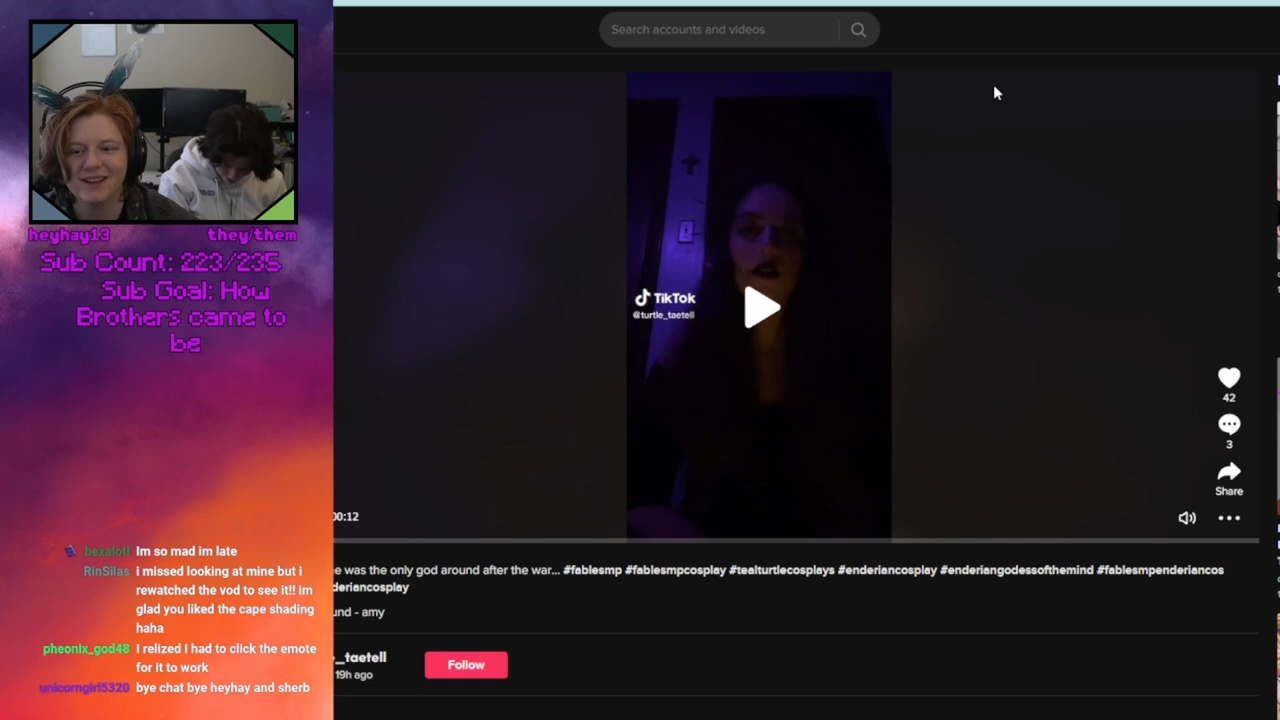 Search accounts and videos
heyhay13
they/them
Sub Count: 223/235
Sub Goal: How
Brothers came to
be
TikTok
@turtle_taetell
42
3
Share
00:12
e was the only god around after the war... #fablesmp #fablesmpcosplay #tealturtlecosplays #enderiancosplay #enderiangodessofthemind #fablesmpenderiancos
deriancosplay
und - amy
_taetell
19h ago
Follow
bexalotl Im so mad im late
RinSilas i missed looking at mine but i
rewatched the vod to see it!! Im
glad you liked the cape shading
haha
pheonix_god48 I relized I had to click the emote
for it to work
unicorngirl5320 bye chat bye heyhay and sherb